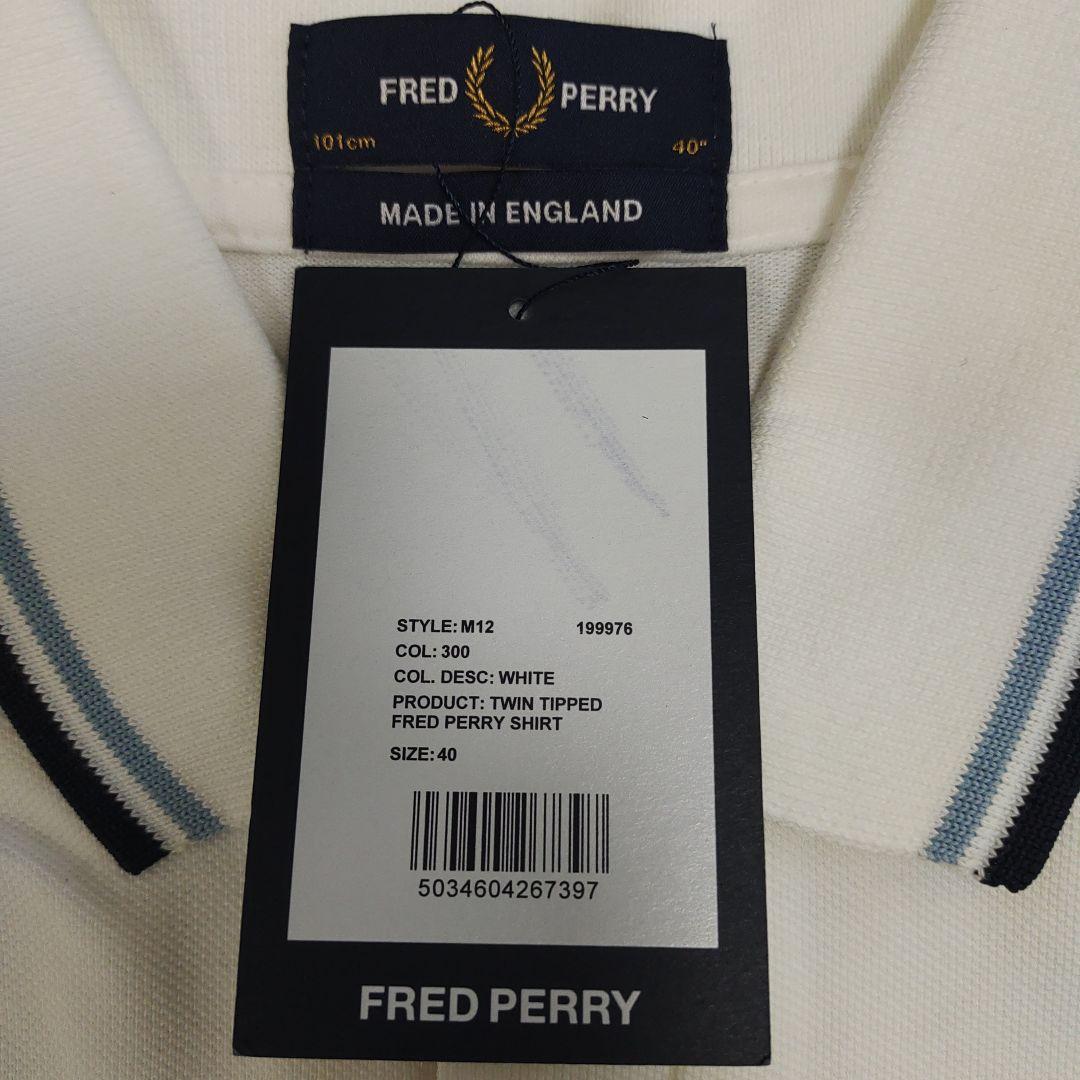 FRED PERRY
101cm 40"
MADE IN ENGLAND
STYLE: M12 199976
COL: 300
COL. DESC: WHITE
PRODUCT: TWIN TIPPED
FRED PERRY SHIRT
SIZE: 40
5034604267397
FRED PERRY